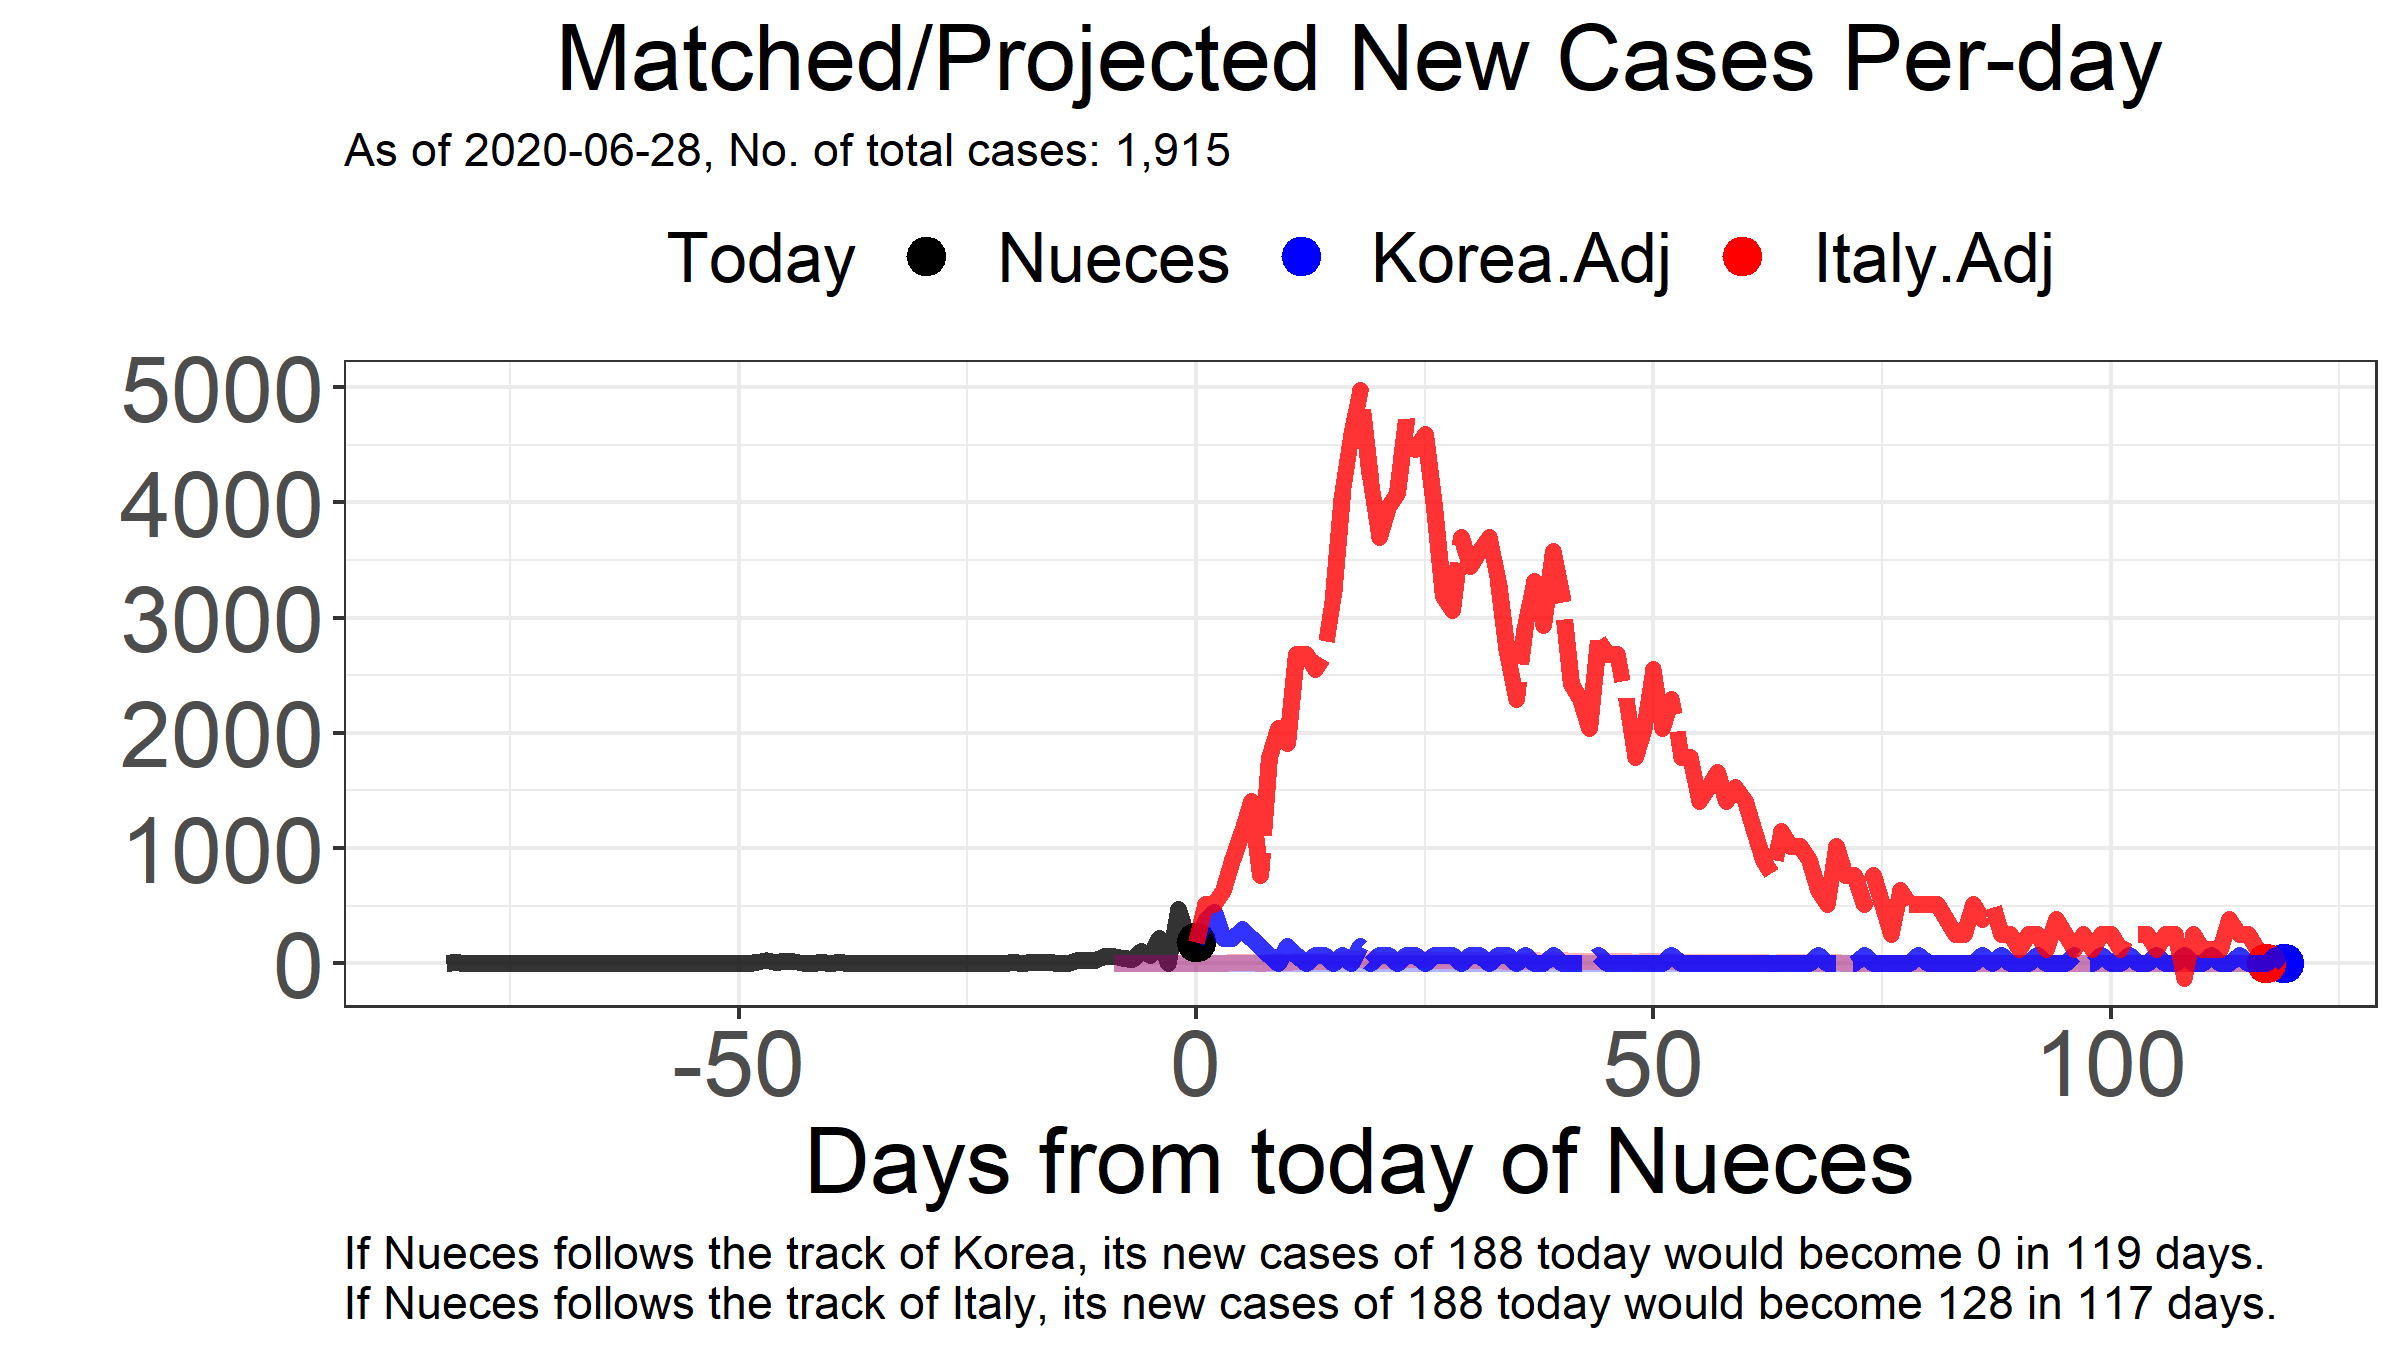 Matched/Projected New Cases Per-day
As of 2020-06-28, No. of total cases: 1,915
Today Nueces Korea.Adj Italy.Adj
5000
4000
3000
2000
1000
0
-50 0 50 100
Days from today of Nueces
If Nueces follows the track of Korea, its new cases of 188 today would become 0 in 119 days.
If Nueces follows the track of Italy, its new cases of 188 today would become 128 in 117 days.